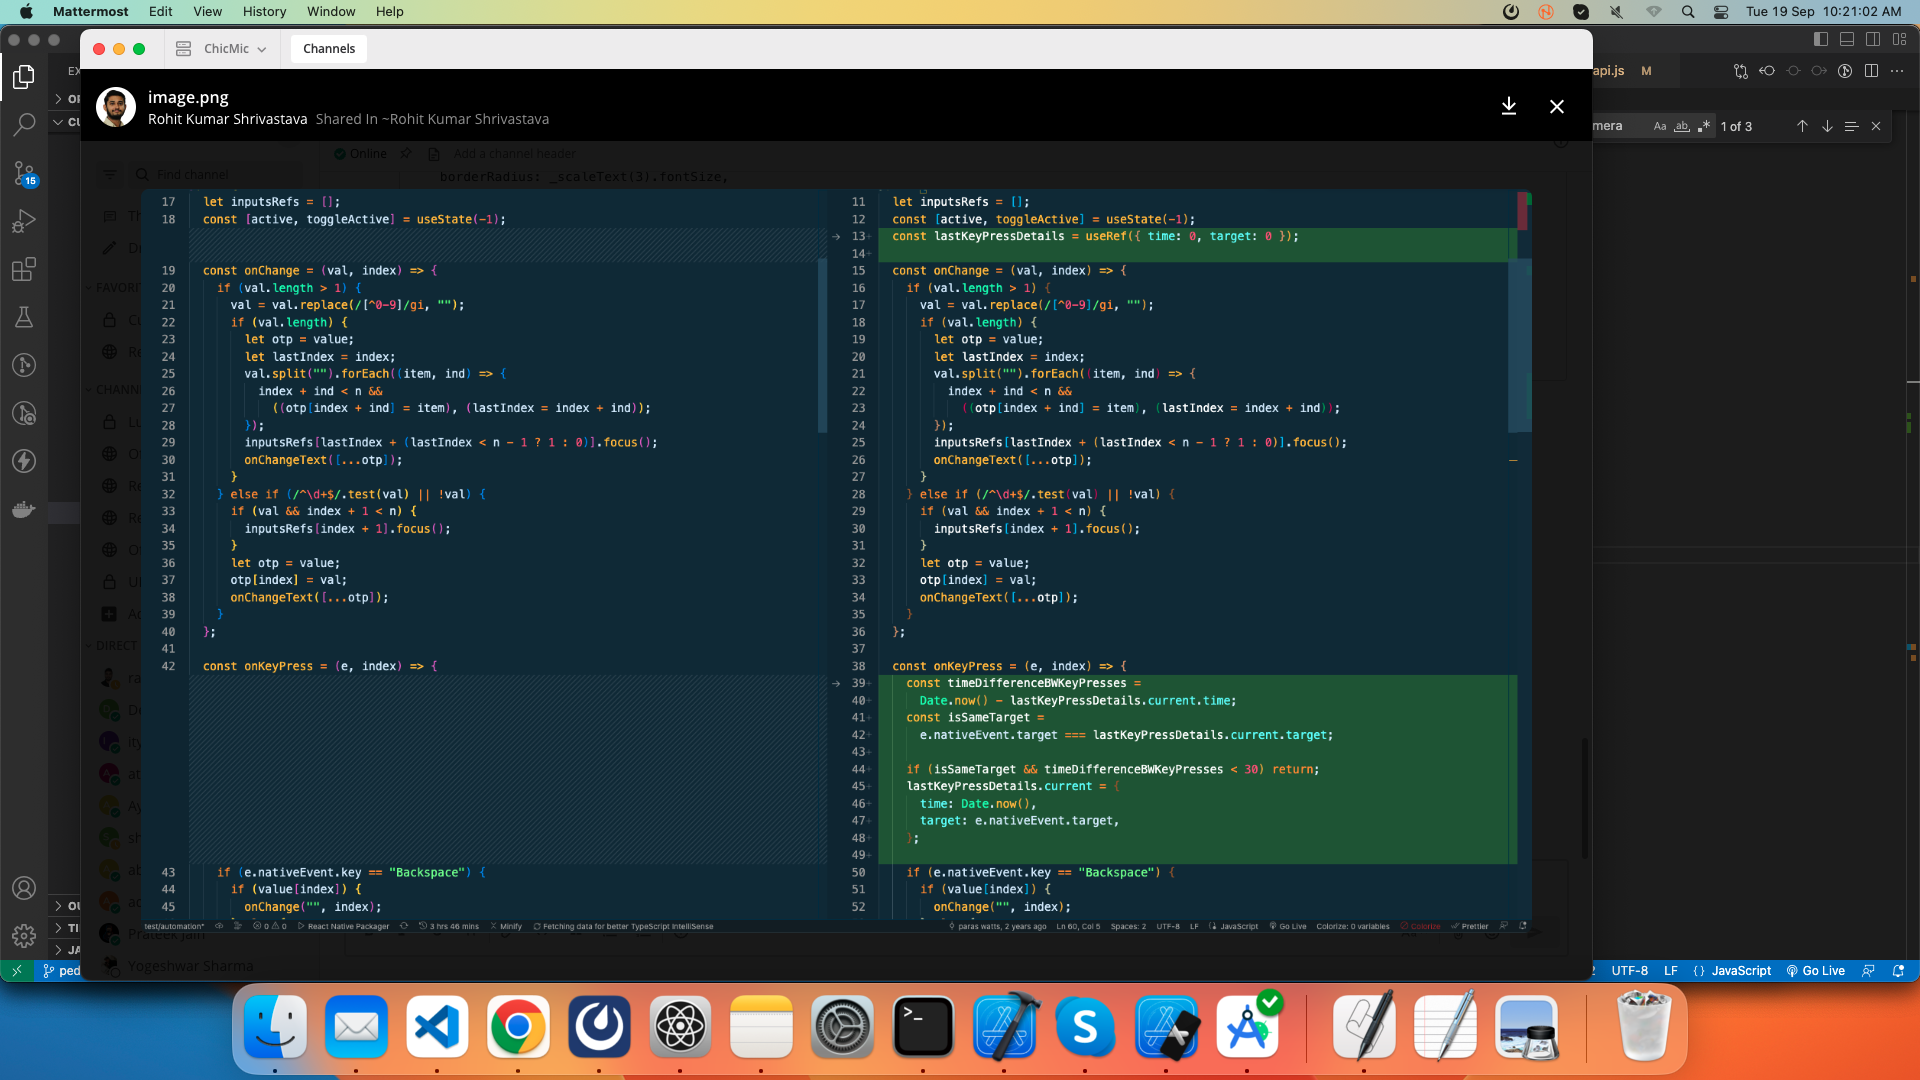 Mattermost Edit View History Window Help
Tue 19 Sep 10:21:02 AM
ChicMic
Channels
image.png
Rohit Kumar Shrivastava Shared In ~Rohit Kumar Shrivastava
api.js M
mera Aa ab 1 of 3
Online Add a channel header
Find channel
borderRadius: _scaleText(3).fontSize,
17 let inputsRefs = [];
18 const [active, toggleActive] = useState(-1);
19 const onChange = (val, index) => {
20 if (val.length > 1) {
21 val = val.replace(/[^0-9]/gi, "");
22 if (val.length) {
23 let otp = value;
24 let lastIndex = index;
25 val.split("").forEach((item, ind) => {
26 index + ind < n &&
27 ((otp[index + ind] = item), (lastIndex = index + ind));
28 });
29 inputsRefs[lastIndex + (lastIndex < n - 1 ? 1 : 0)].focus();
30 onChangeText([...otp]);
31 }
32 } else if (/^\d+$/.test(val) || !val) {
33 if (val && index + 1 < n) {
34 inputsRefs[index + 1].focus();
35 }
36 let otp = value;
37 otp[index] = val;
38 onChangeText([...otp]);
39 }
40 };
41
42 const onKeyPress = (e, index) => {
43 if (e.nativeEvent.key == "Backspace") {
44 if (value[index]) {
45 onChange("", index);
11 let inputsRefs = [];
12 const [active, toggleActive] = useState(-1);
13+ const lastKeyPressDetails = useRef({ time: 0, target: 0 });
14+
15 const onChange = (val, index) => {
16 if (val.length > 1) {
17 val = val.replace(/[^0-9]/gi, "");
18 if (val.length) {
19 let otp = value;
20 let lastIndex = index;
21 val.split("").forEach((item, ind) => {
22 index + ind < n &&
23 ((otp[index + ind] = item), (lastIndex = index + ind));
24 });
25 inputsRefs[lastIndex + (lastIndex < n - 1 ? 1 : 0)].focus();
26 onChangeText([...otp]);
27 }
28 } else if (/^\d+$/.test(val) || !val) {
29 if (val && index + 1 < n) {
30 inputsRefs[index + 1].focus();
31 }
32 let otp = value;
33 otp[index] = val;
34 onChangeText([...otp]);
35 }
36 };
37
38 const onKeyPress = (e, index) => {
39+ const timeDifferenceBWKeyPresses =
40+ Date.now() - lastKeyPressDetails.current.time;
41+ const isSameTarget =
42+ e.nativeEvent.target === lastKeyPressDetails.current.target;
43+
44+ if (isSameTarget && timeDifferenceBWKeyPresses < 30) return;
45+ lastKeyPressDetails.current = {
46+ time: Date.now(),
47+ target: e.nativeEvent.target,
48+ };
49+
50 if (e.nativeEvent.key == "Backspace") {
51 if (value[index]) {
52 onChange("", index);
test/automation* 0 0 React Native Packager 3 hrs 46 mins Minify Fetching data for better TypeScript IntelliSense
paras watts, 2 years ago Ln 60, Col 5 Spaces: 2 UTF-8 LF JavaScript Go Live Colorize: 0 variables Colorize Prettier
15
FAVORI
CHANN
DIRECT
Prateek Jain
Yogeshwar Sharma
ped
UTF-8 LF {} JavaScript Go Live